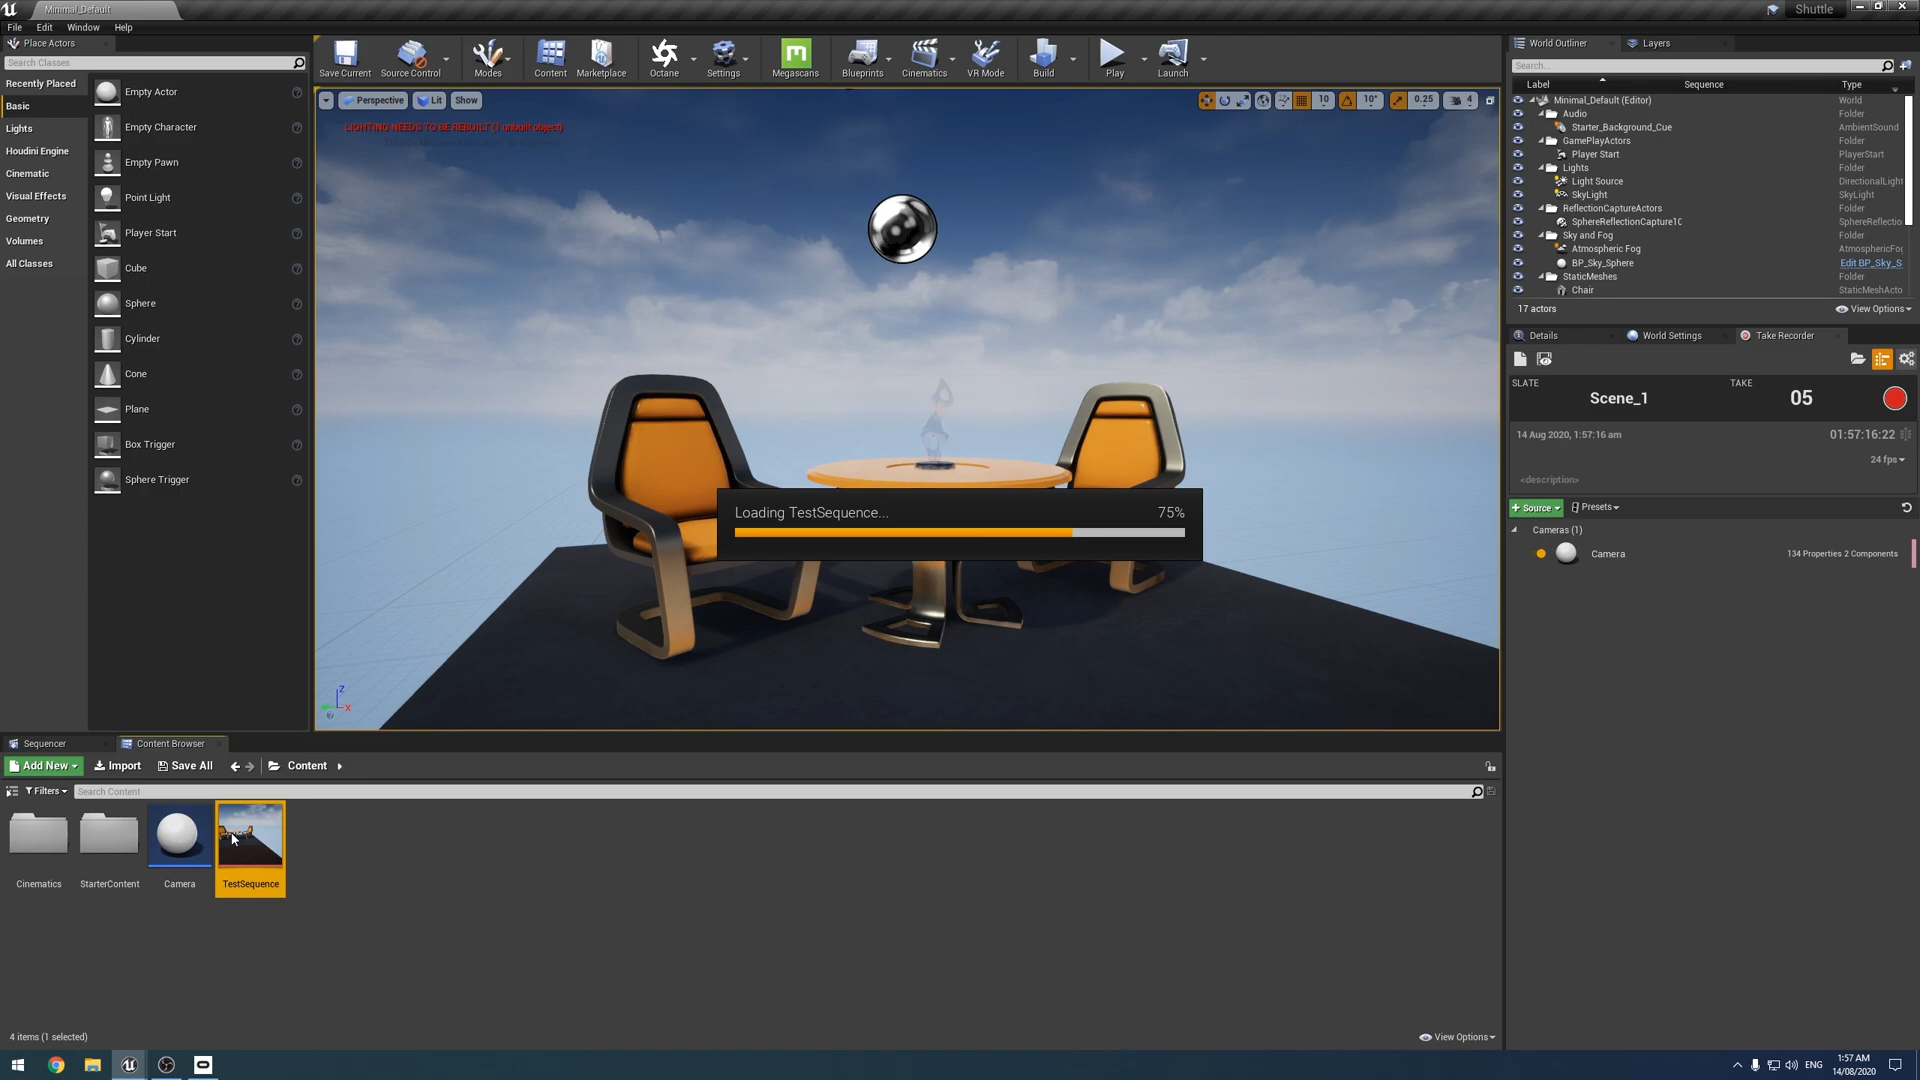 Minimal_Default
Shuttle
File Edit Window Help
Place Actors
Search Classes
Recently Placed
Basic
Lights
Houdini Engine
Cinematic
Visual Effects
Geometry
Volumes
All Classes
Empty Actor
Empty Character
Empty Pawn
Point Light
Player Start
Cube
Sphere
Cylinder
Cone
Plane
Box Trigger
Sphere Trigger
Save Current Source Control Modes Content Marketplace Octane Settings Megascans Blueprints Cinematics VR Mode Build Play Launch
Perspective Lit Show
10 10° 0.25 4
LIGHTING NEEDS TO BE REBUILT (1 unbuilt object)
Loading TestSequence... 75%
Z
X
World Outliner Layers
Search...
Label Sequence Type
Minimal_Default (Editor) World
Audio Folder
Starter_Background_Cue AmbientSound
GamePlayActors Folder
Player Start PlayerStart
Lights Folder
Light Source DirectionalLight
SkyLight SkyLight
ReflectionCaptureActors Folder
SphereReflectionCapture10 SphereReflectio
Sky and Fog Folder
Atmospheric Fog AtmosphericFog
BP_Sky_Sphere Edit BP_Sky_S
StaticMeshes Folder
Chair StaticMeshActo
17 actors View Options
Details World Settings Take Recorder
SLATE TAKE
Scene_1 05
14 Aug 2020, 1:57:16 am 01:57:16:22
24 fps
<description>
Source Presets
Cameras (1)
Camera 134 Properties 2 Components
Sequencer Content Browser
Add New Import Save All Content
Filters Search Content
Cinematics StarterContent Camera TestSequence
4 items (1 selected) View Options
ENG 1:57 AM
14/08/2020